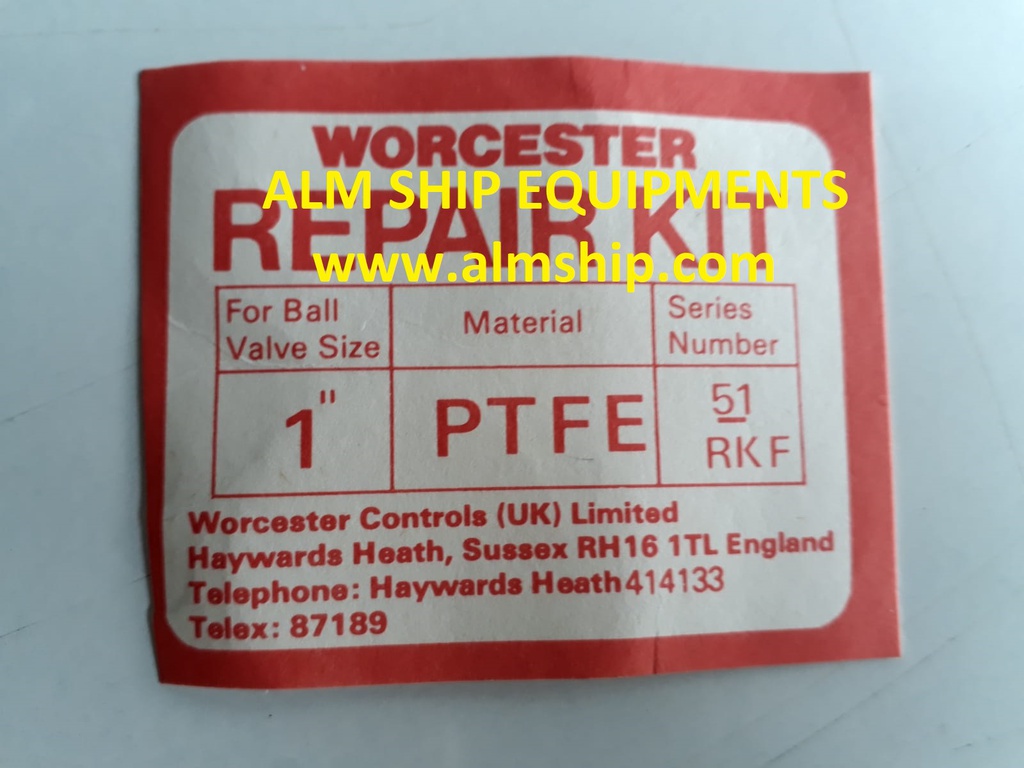 WORCESTER
ALM SHIP EQUIPMENTS
REPAIR KIT
www.almship.com
For Ball
Valve Size
Material
Series
Number
1"
PTFE
51
RKF
Worcester Controls (UK) Limited
Haywards Heath, Sussex RH16 1TL England
Telephone: Haywards Heath 414133
Telex: 87189